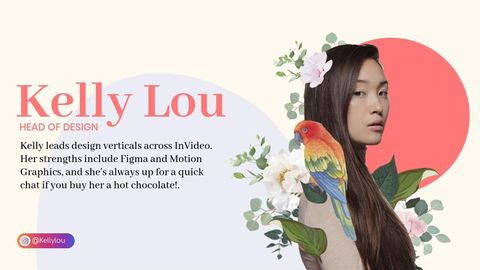 Kelly Lou
HEAD OF DESIGN
Kelly leads design verticals across InVideo.
Her strengths include Figma and Motion
Graphics, and she's always up for a quick
chat if you buy her a hot chocolate!.
@Kellylou